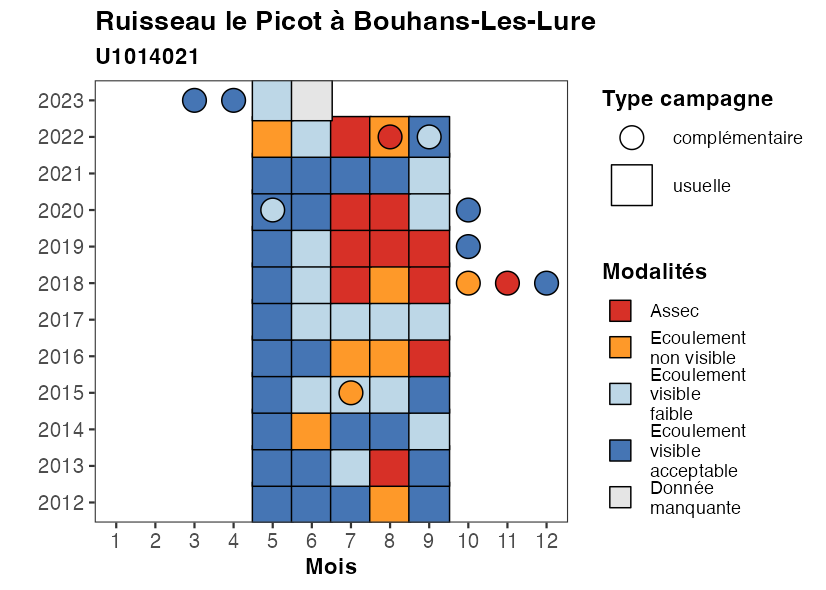 Ruisseau le Picot à Bouhans-Les-Lure
U1014021
2023
2022
2021
2020
2019
2018
2017
2016
2015
2014
2013
2012
1 2 3 4 5 6 7 8 9 10 11 12
Mois
Type campagne
complémentaire
usuelle
Modalités
Assec
Ecoulement
non visible
Ecoulement
visible
faible
Ecoulement
visible
acceptable
Donnée
manquante